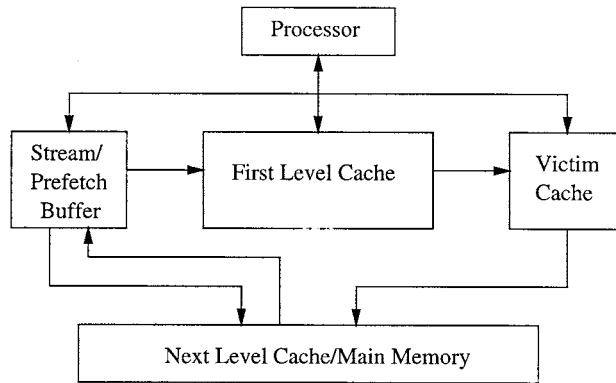 Processor
Stream/
Prefetch
Buffer
First Level Cache
Victim
Cache
Next Level Cache/Main Memory